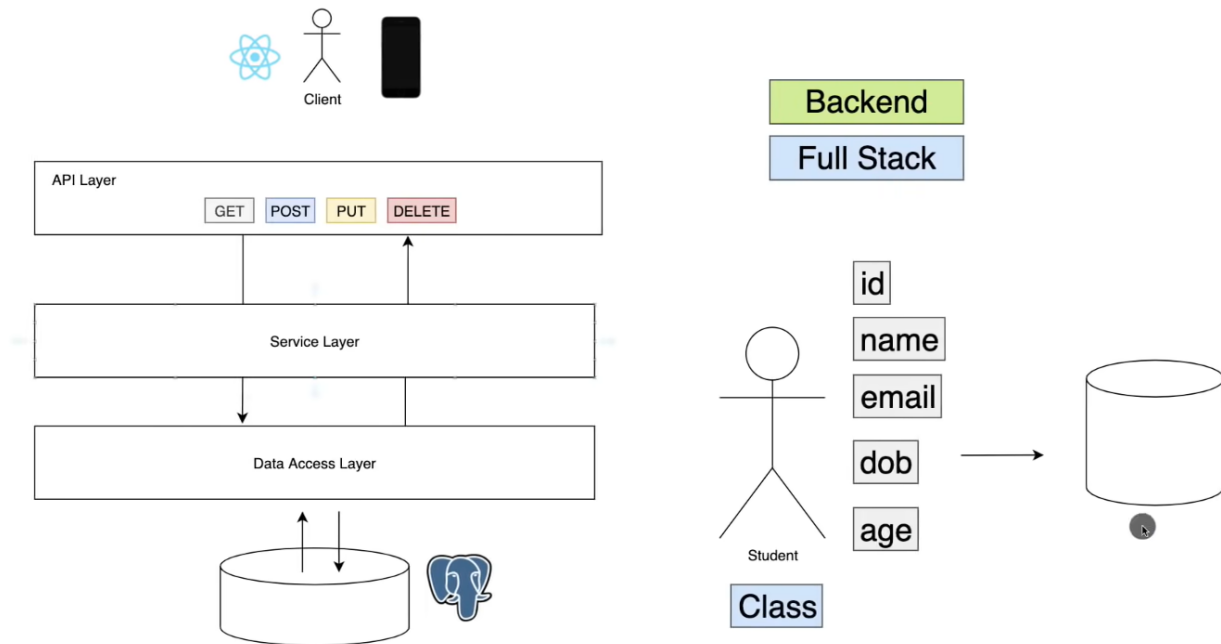 Client
API Layer
GET POST PUT DELETE
Service Layer
Data Access Layer
Backend
Full Stack
id
name
email
dob
age
Student
Class